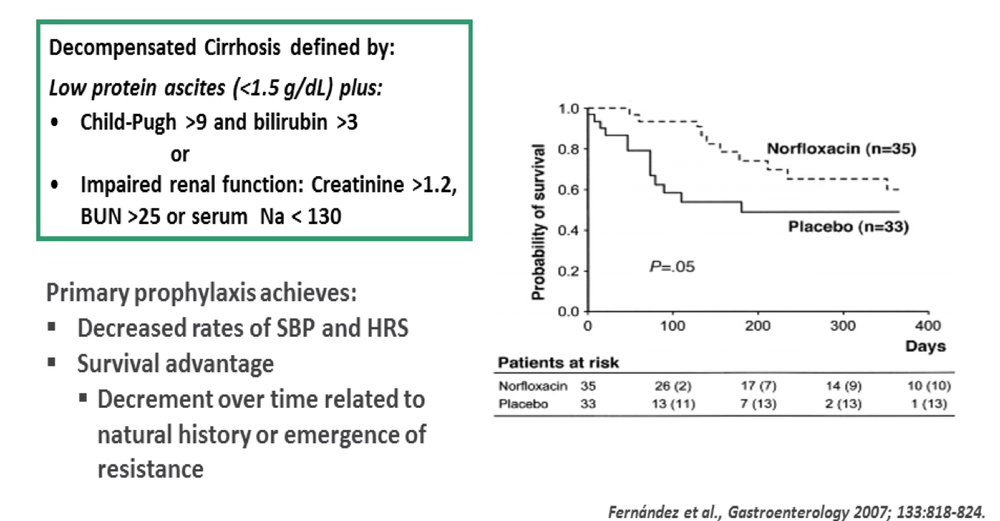 Decompensated Cirrhosis defined by:
Low protein ascites (<1.5 g/dL) plus:
• Child-Pugh >9 and bilirubin >3
or
• Impaired renal function: Creatinine >1.2,
BUN >25 or serum Na < 130
Primary prophylaxis achieves:
▪ Decreased rates of SBP and HRS
▪ Survival advantage
▪ Decrement over time related to
natural history or emergence of
resistance
Probability of survival
1.0
0.8
0.6
0.4
0.2
0.0
Norfloxacin (n=35)
Placebo (n=33)
P=.05
0 100 200 300 400
Days
Patients at risk
Norfloxacin 35 26 (2) 17 (7) 14 (9) 10 (10)
Placebo 33 13 (11) 7 (13) 2 (13) 1 (13)
Fernández et al., Gastroenterology 2007; 133:818-824.